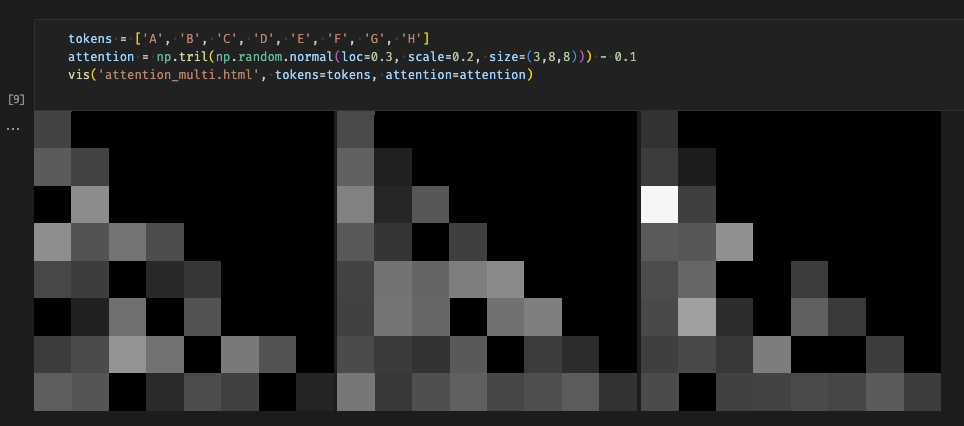 tokens = ['A', 'B', 'C', 'D', 'E', 'F', 'G', 'H']
attention = np.tril(np.random.normal(loc=0.3, scale=0.2, size=(3,8,8))) - 0.1
vis('attention_multi.html', tokens=tokens, attention=attention)
[9]
...